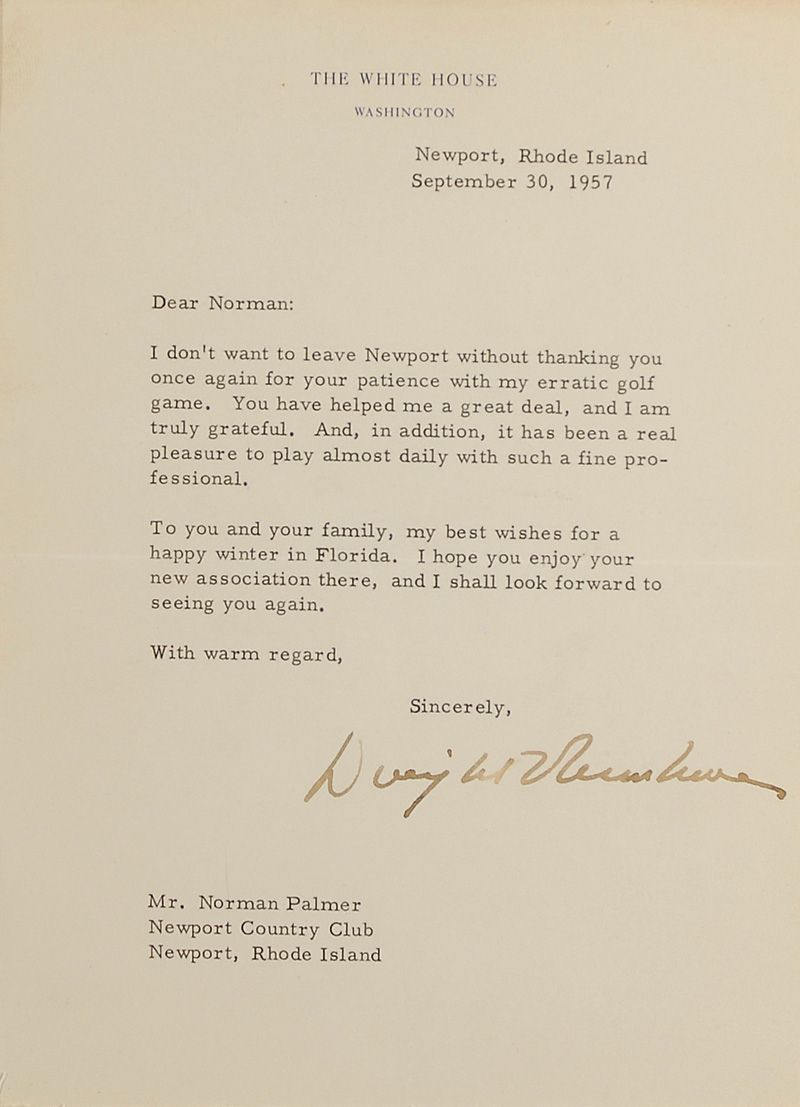 THE WHITE HOUSE
WASHINGTON
Newport, Rhode Island
September 30, 1957
Dear Norman:
I don't want to leave Newport without thanking you
once again for your patience with my erratic golf
game. You have helped me a great deal, and I am
truly grateful. And, in addition, it has been a real
pleasure to play almost daily with such a fine pro-
fessional.
To you and your family, my best wishes for a
happy winter in Florida. I hope you enjoy your
new association there, and I shall look forward to
seeing you again.
With warm regard,
Sincerely,
Dwight D Eisenhower
Mr. Norman Palmer
Newport Country Club
Newport, Rhode Island